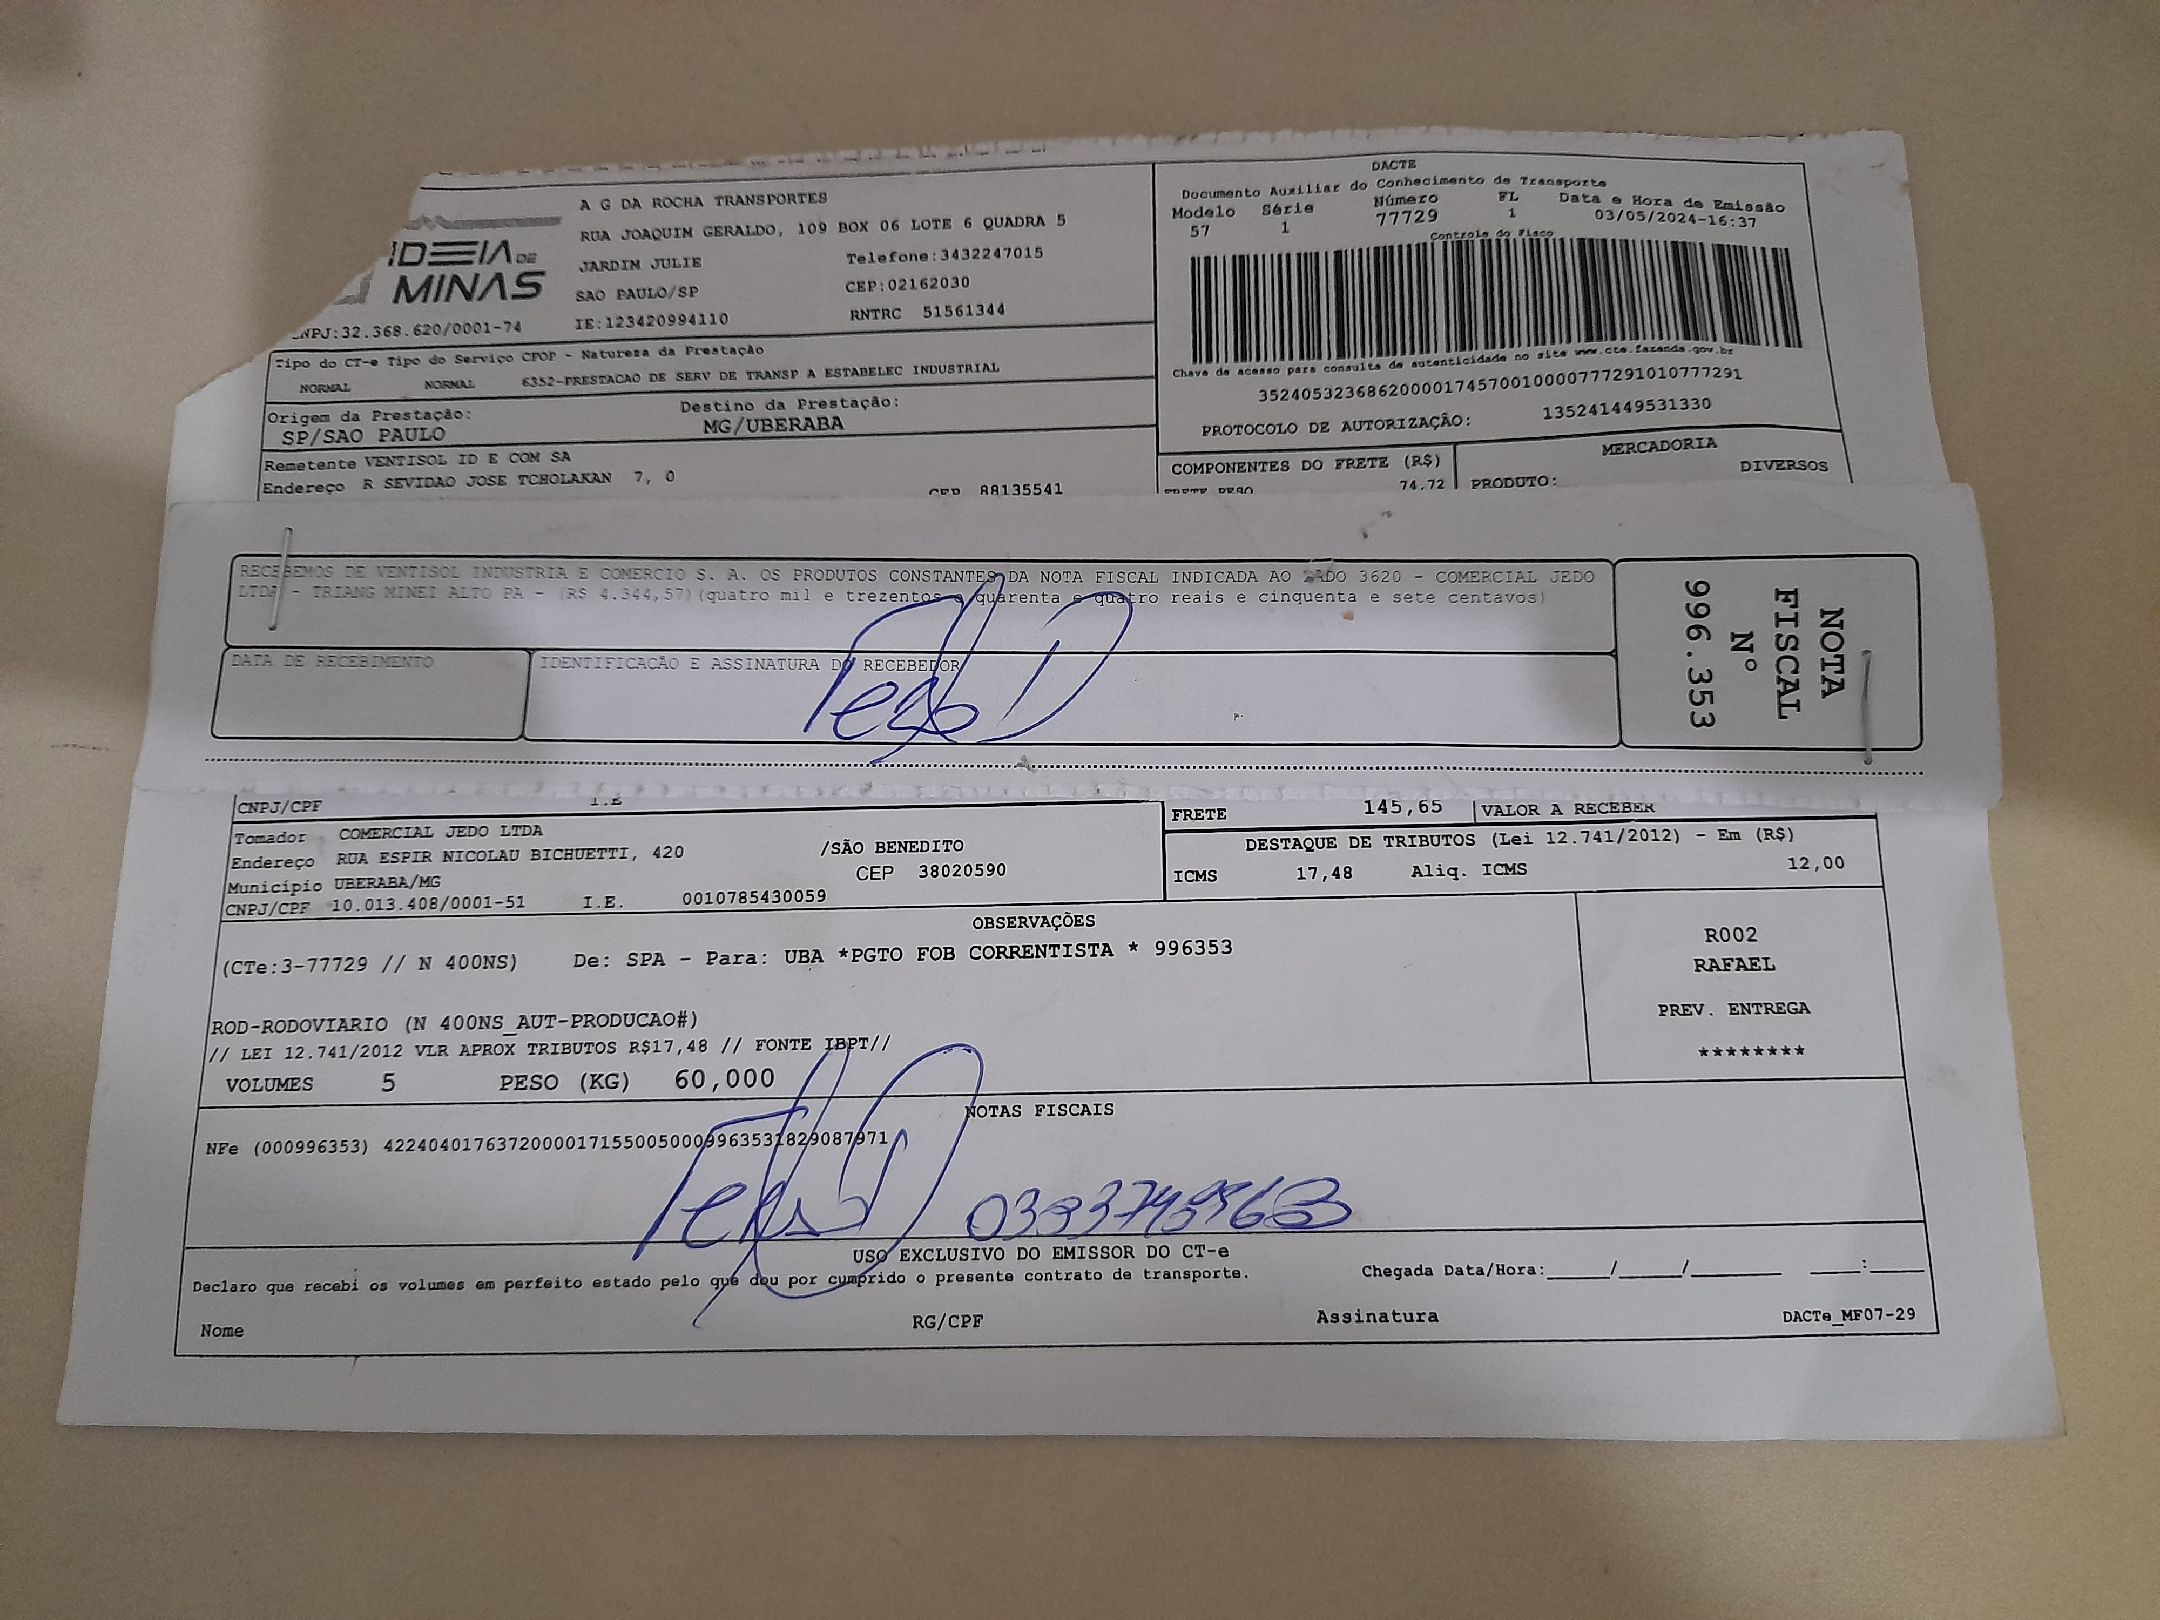 IDEIA DE
MINAS
CNPJ:32.368.620/0001-74
A G DA ROCHA TRANSPORTES
RUA JOAQUIM GERALDO, 109 BOX 06 LOTE 6 QUADRA 5
JARDIM JULIE Telefone:3432247015
SAO PAULO/SP CEP:02162030
IE:123420994110 RNTRC 51561344
DACTE
Documento Auxiliar do Conhecimento de Transporte
Modelo Série Número FL Data e Hora de Emissão
57 1 77729 1 03/05/2024-16:37
Controle do Fisco
Chave de acesso para consulta de autenticidade no site www.cte.fazenda.gov.br
35240532368620000174570010000777291010777291
PROTOCOLO DE AUTORIZAÇÃO: 135241449531330
Tipo do CT-e Tipo do Serviço CFOP - Natureza da Prestação
NORMAL NORMAL 6352-PRESTACAO DE SERV DE TRANSP A ESTABELEC INDUSTRIAL
Origem da Prestação: Destino da Prestação:
SP/SAO PAULO MG/UBERABA
Remetente VENTISOL ID E COM SA
Endereço R SEVIDAO JOSE TCHOLAKAN 7, 0
CEP 88135541
COMPONENTES DO FRETE (R$) MERCADORIA
FRETE PESO 74,72 PRODUTO: DIVERSOS
RECEBEMOS DE VENTISOL INDUSTRIA E COMERCIO S. A. OS PRODUTOS CONSTANTES DA NOTA FISCAL INDICADA AO LADO 3620 - COMERCIAL JEDO
LTDA - TRIANG MINEI ALTO PA - (R$ 4.344,57)(quatro mil e trezentos e quarenta e quatro reais e cinquenta e sete centavos)
DATA DE RECEBIMENTO IDENTIFICAÇÃO E ASSINATURA DO RECEBEDOR
NOTA
FISCAL
Nº
996.353
CNPJ/CPF I.E
Tomador COMERCIAL JEDO LTDA
Endereço RUA ESPIR NICOLAU BICHUETTI, 420 /SÃO BENEDITO
Município UBERABA/MG CEP 38020590
CNPJ/CPF 10.013.408/0001-51 I.E. 0010785430059
FRETE 145,65 VALOR A RECEBER
DESTAQUE DE TRIBUTOS (Lei 12.741/2012) - Em (R$)
ICMS 17,48 Aliq. ICMS 12,00
OBSERVAÇÕES
(CTe:3-77729 // N 400NS) De: SPA - Para: UBA *PGTO FOB CORRENTISTA * 996353
ROD-RODOVIARIO (N 400NS_AUT-PRODUCAO#)
// LEI 12.741/2012 VLR APROX TRIBUTOS R$17,48 // FONTE IBPT//
VOLUMES 5 PESO (KG) 60,000
R002
RAFAEL
PREV. ENTREGA
********
NOTAS FISCAIS
NFe (000996353) 42240401763720000171550050009963531829087971
USO EXCLUSIVO DO EMISSOR DO CT-e
Declaro que recebi os volumes em perfeito estado pelo que dou por cumprido o presente contrato de transporte. Chegada Data/Hora:____/____/______ ___:____
Nome RG/CPF Assinatura DACTe_MF07-29